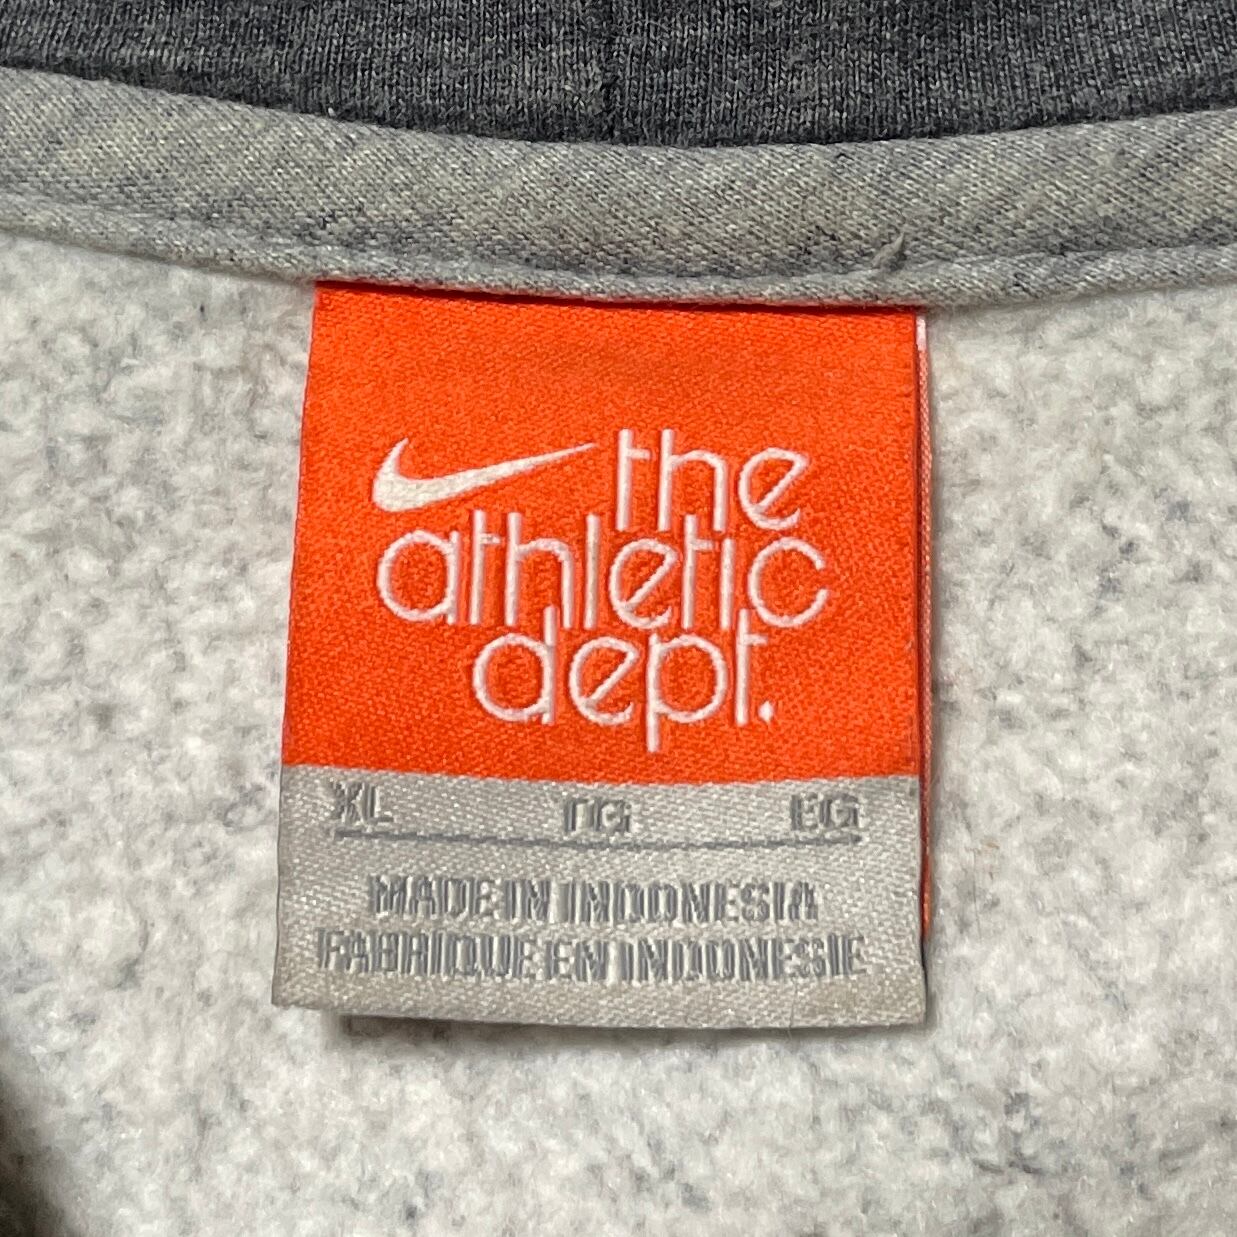 the
athletic
dept.
XL TG EG
MADE IN INDONESIA
FABRIQUE EN INDONESIE